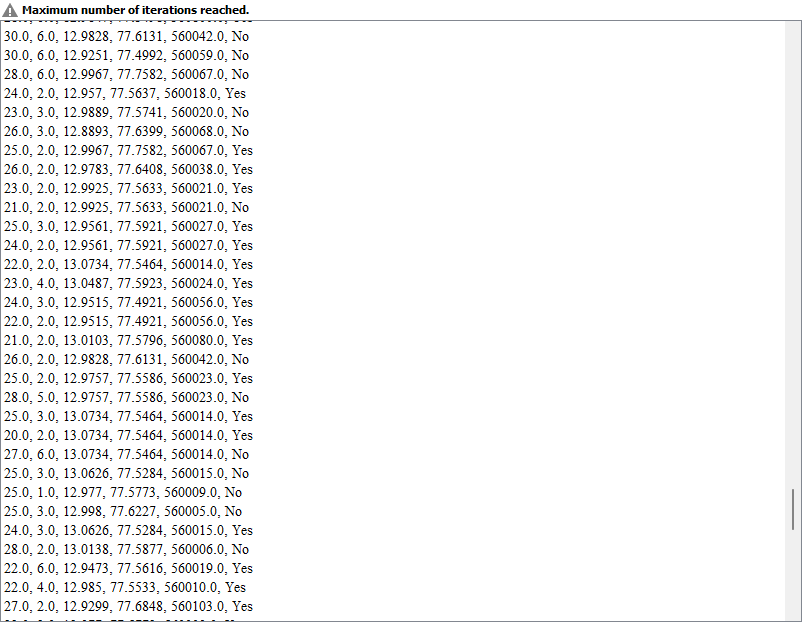 Maximum number of iterations reached.
30.0, 6.0, 12.9828, 77.6131, 560042.0, No
30.0, 6.0, 12.9251, 77.4992, 560059.0, No
28.0, 6.0, 12.9967, 77.7582, 560067.0, No
24.0, 2.0, 12.957, 77.5637, 560018.0, Yes
23.0, 3.0, 12.9889, 77.5741, 560020.0, No
26.0, 3.0, 12.8893, 77.6399, 560068.0, No
25.0, 2.0, 12.9967, 77.7582, 560067.0, Yes
26.0, 2.0, 12.9783, 77.6408, 560038.0, Yes
23.0, 2.0, 12.9925, 77.5633, 560021.0, Yes
21.0, 2.0, 12.9925, 77.5633, 560021.0, No
25.0, 3.0, 12.9561, 77.5921, 560027.0, Yes
24.0, 2.0, 12.9561, 77.5921, 560027.0, Yes
22.0, 2.0, 13.0734, 77.5464, 560014.0, Yes
23.0, 4.0, 13.0487, 77.5923, 560024.0, Yes
24.0, 3.0, 12.9515, 77.4921, 560056.0, Yes
22.0, 2.0, 12.9515, 77.4921, 560056.0, Yes
21.0, 2.0, 13.0103, 77.5796, 560080.0, Yes
26.0, 2.0, 12.9828, 77.6131, 560042.0, No
25.0, 2.0, 12.9757, 77.5586, 560023.0, Yes
28.0, 5.0, 12.9757, 77.5586, 560023.0, No
25.0, 3.0, 13.0734, 77.5464, 560014.0, Yes
20.0, 2.0, 13.0734, 77.5464, 560014.0, Yes
27.0, 6.0, 13.0734, 77.5464, 560014.0, No
25.0, 3.0, 13.0626, 77.5284, 560015.0, No
25.0, 1.0, 12.977, 77.5773, 560009.0, No
25.0, 3.0, 12.998, 77.6227, 560005.0, No
24.0, 3.0, 13.0626, 77.5284, 560015.0, Yes
28.0, 2.0, 13.0138, 77.5877, 560006.0, No
22.0, 6.0, 12.9473, 77.5616, 560019.0, Yes
22.0, 4.0, 12.985, 77.5533, 560010.0, Yes
27.0, 2.0, 12.9299, 77.6848, 560103.0, Yes